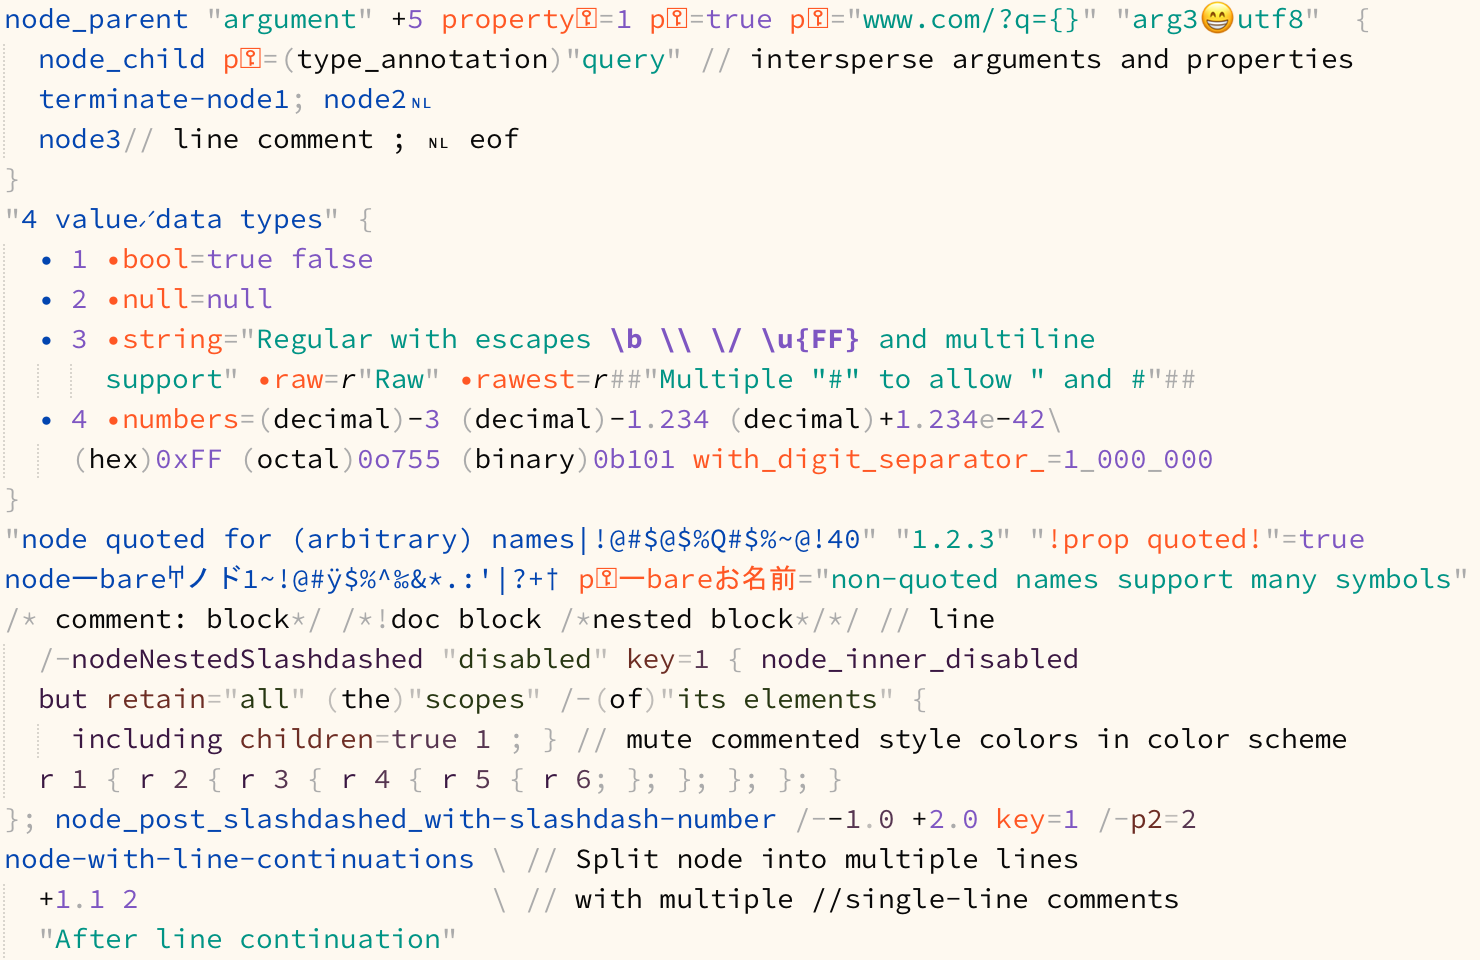 node_parent "argument" +5 property⚿=1 p⚿=true p⚿="www.com/?q={}" "arg3😁utf8"  {
  node_child p⚿=(type_annotation)"query" // intersperse arguments and properties
  terminate-node1; node2␤
  node3// line comment ; ␤ eof
}
"4 value⁄data types" {
  • 1 •bool=true false
  • 2 •null=null
  • 3 •string="Regular with escapes \b \\ \/ \u{FF} and multiline
      support" •raw=r"Raw" •rawest=r##"Multiple "#" to allow " and #"##
  • 4 •numbers=(decimal)-3 (decimal)-1.234 (decimal)+1.234e-42\
    (hex)0xFF (octal)0o755 (binary)0b101 with_digit_separator_=1_000_000
}
"node quoted for (arbitrary) names|!@#$@$%Q#$%~@!40" "1.2.3" "!prop quoted!"=true
node一bare⾋ノド1~!@#ÿ$%^‰&*.:'|?+† p⚿一bareお名前="non-quoted names support many symbols"
/* comment: block*/ /*!doc block /*nested block*/*/ // line
  /-nodeNestedSlashdashed "disabled" key=1 { node_inner_disabled
  but retain="all" (the)"scopes" /-(of)"its elements" {
    including children=true 1 ; } // mute commented style colors in color scheme
  r 1 { r 2 { r 3 { r 4 { r 5 { r 6; }; }; }; }; }
}; node_post_slashdashed_with-slashdash-number /--1.0 +2.0 key=1 /-p2=2
node-with-line-continuations \ // Split node into multiple lines
  +1.1 2                     \ // with multiple //single-line comments
  "After line continuation"